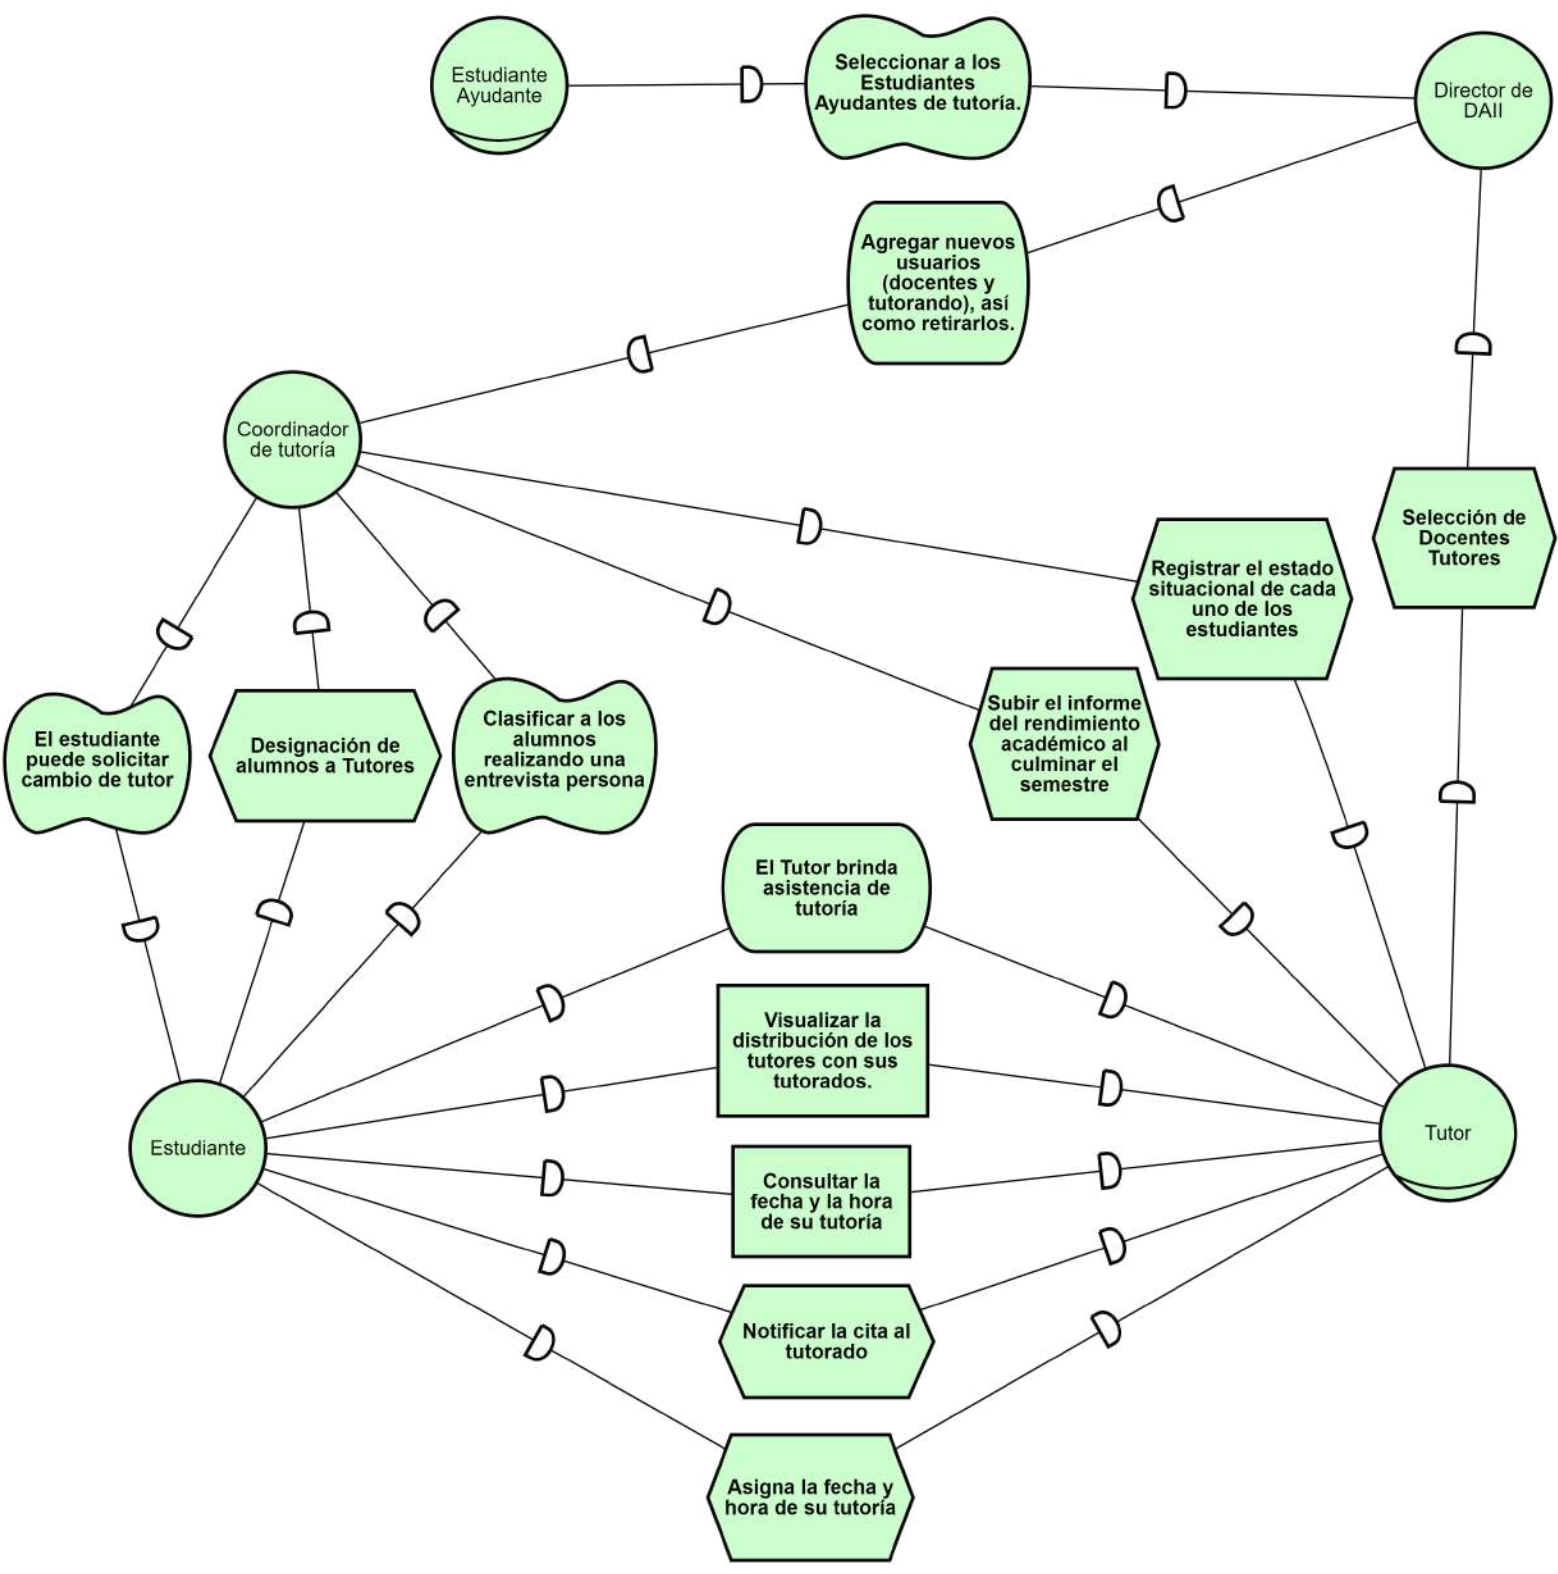 Estudiante
Ayudante
Seleccionar a los
Estudiantes
Ayudantes de tutoría.
Director de
DAII
Agregar nuevos
usuarios
(docentes y
tutorando), así
como retirarlos.
Coordinador
de tutoría
Selección de
Docentes
Tutores
Registrar el estado
situacional de cada
uno de los
estudiantes
Subir el informe
del rendimiento
académico al
culminar el
semestre
El estudiante
puede solicitar
cambio de tutor
Designación de
alumnos a Tutores
Clasificar a los
alumnos
realizando una
entrevista persona
El Tutor brinda
asistencia de
tutoría
Visualizar la
distribución de los
tutores con sus
tutorados.
Estudiante
Tutor
Consultar la
fecha y la hora
de su tutoría
Notificar la cita al
tutorado
Asigna la fecha y
hora de su tutoría